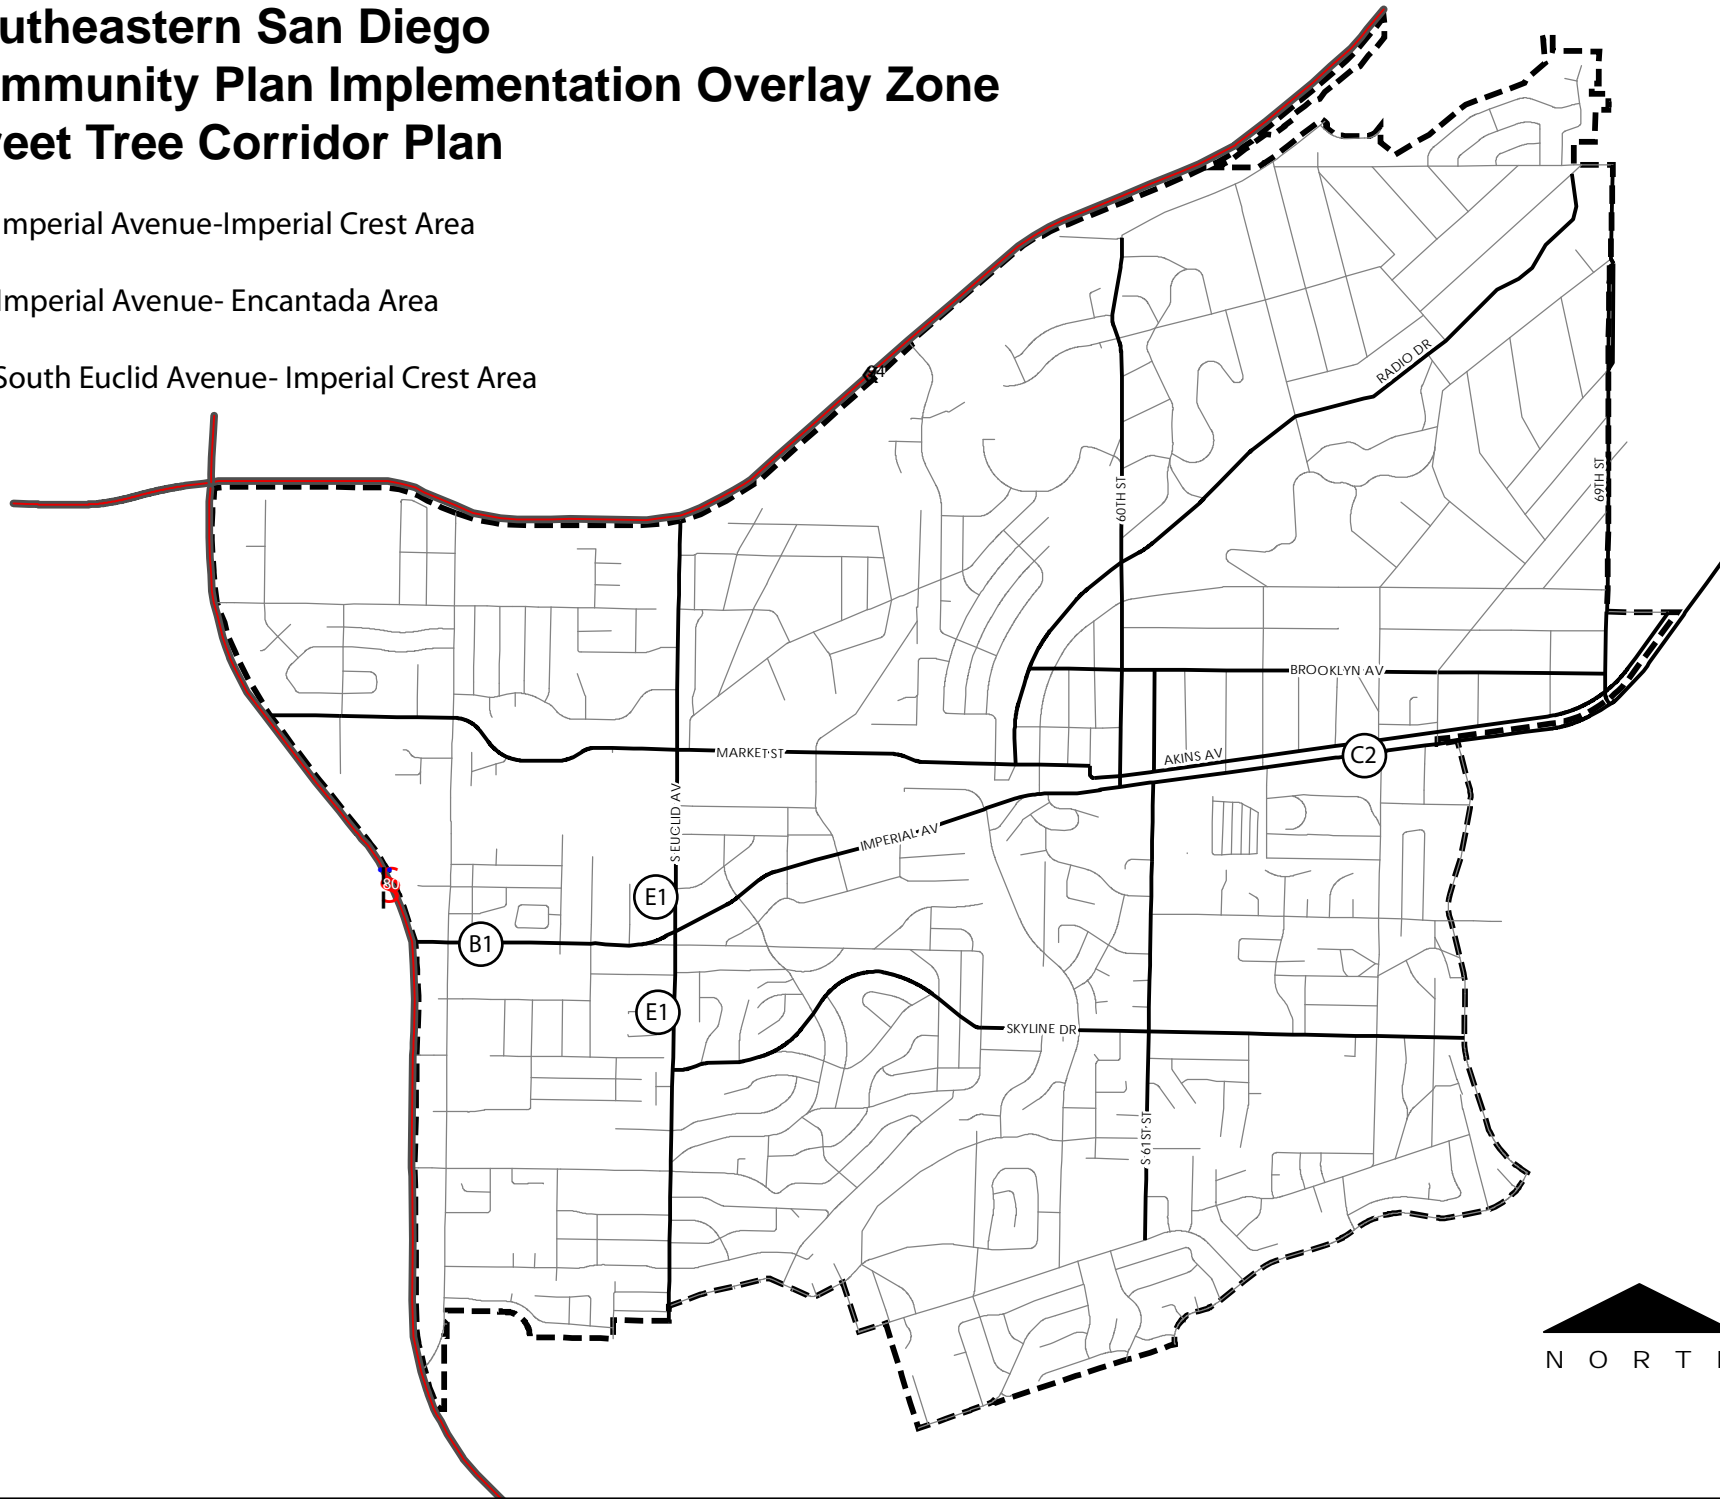 utheastern San Diego
mmunity Plan Implementation Overlay Zone
eet Tree Corridor Plan
mperial Avenue-Imperial Crest Area
Imperial Avenue- Encantada Area
South Euclid Avenue- Imperial Crest Area
94
RADIO DR
69TH ST
60TH ST
BROOKLYN AV
MARKET ST
AKINS AV
C2
S EUCLID AV
IMPERIAL AV
E1
B1
E1
SKYLINE DR
S 61ST ST
NORT